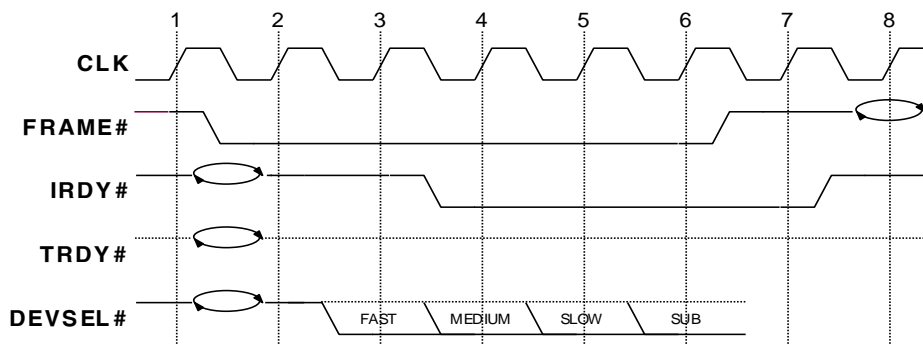 1 2 3 4 5 6 7 8
CLK
FRAME#
IRDY#
TRDY#
DEVSEL#
FAST MEDIUM SLOW SUB